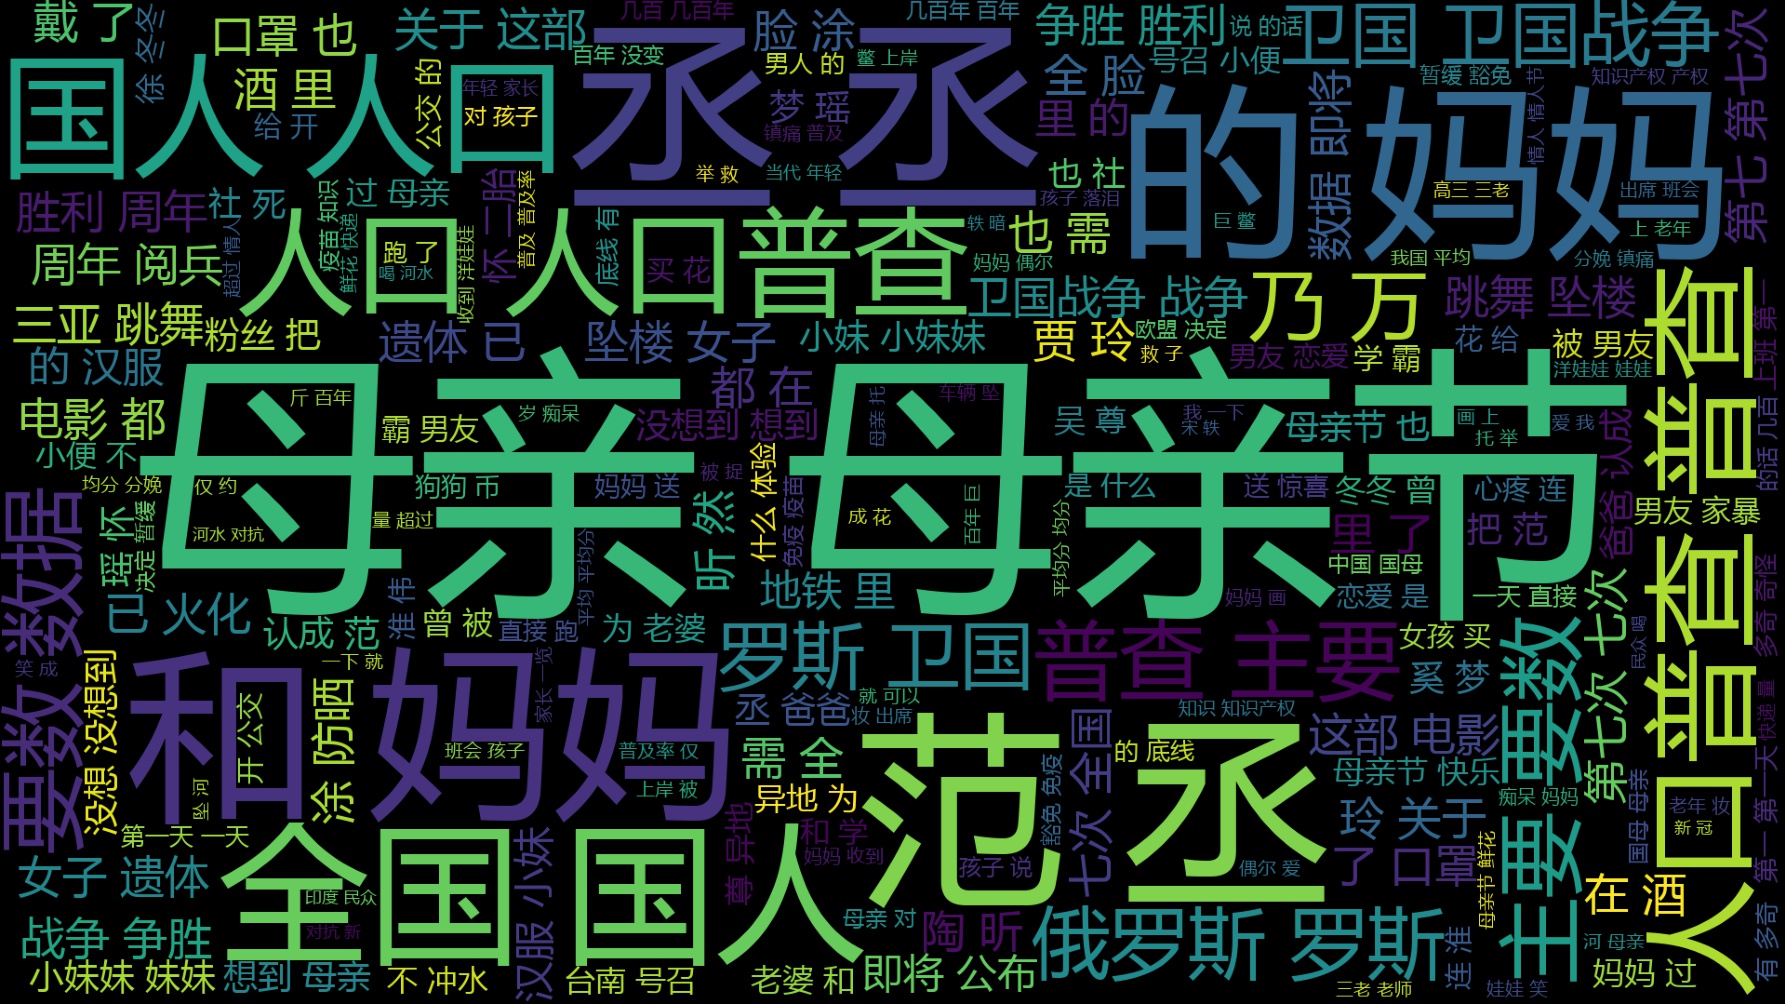 戴 了
徐 冬冬
口罩 也
关于 这部
几百 几百年
脸 涂
几百年 百年
争胜 胜利
说 的话
卫国 卫国战争
第七 第七次
国人 人口
酒 里
给 开
公交 的
年轻 家长
对 孩子
百年 没变
丞 丞
男人 的
鳖 上岸
梦 瑶
镇痛 普及
举 救
当代 年轻
全 脸
号召 小便
里 的
暂缓 豁免
情人 情人节
知识产权 产权
的 妈妈
数据 即将
高三 三老
出席 班会
我国 平均
分娩 镇痛
上 老年
胜利 周年
社 死
过 母亲
疫苗 知识
鲜花 快递
超过 情人
怀 二胎
普及 普及率
底线 有
收到 洋娃娃
也 社
孩子 落泪
轶 暗
也 需
巨 鳖
妈妈 偶尔
周年 阅兵
人口 人口普查
跑 了
喝 河水
买 花
卫国战争 战争
乃 万
跳舞 坠楼
三亚 跳舞
粉丝 把
遗体 已
坠楼 女子
小妹 小妹妹
贾 玲
欧盟 决定
救 子
男友 恋爱
学 霸
花 给
被 男友
洋娃娃 娃娃
上班 第一
的 汉服
都 在
母亲 母亲节
斤 百年
岁 痴呆
电影 都
霸 男友
没想到 想到
母亲 托
车辆 坠
吴 尊
我 一下
宋 轶
母亲节 也
画 上
托 举
爱 我
爸爸 认成
普查 普查
的话 几百
小便 不
均分 分娩
仅 约
狗狗 币
妈妈 送
被 捉
昕 然
什么 体验
免疫 疫苗
是 什么
送 惊喜
冬冬 曾
心疼 连
男友 家暴
要数 数据
瑶 怀
决定 暂缓
河水 对抗
量 超过
成 花
百年 巨
平均分 均分
里 了
把 范
中国 国母
已 火化
认成 范
淮 伟
平均 平均分
曾 被
直接 跑
为 老婆
地铁 里
妈妈 画
恋爱 是
一天 直接
第七次 七次
多奇 奇怪
民众 喝
人口 普查
笑 成
没想 没想到
一下 就
家长 一览
和 妈妈
罗斯 卫国
普查 主要
女孩 买
主要 要数
奚 梦
涂 防晒
开 公交
坠 河
班会 孩子
普及率 仅
上岸 被
丞 爸爸
就 可以
妆 出席
知识 知识产权
需 全
范 丞
七次 全国
的 底线
这部 电影
母亲节 快乐
痴呆 妈妈
国母 母亲
老年 妆
新 冠
第一 第一天
快递 量
异地 为
第一天 一天
全国 国人
汉服 小妹
尊 异地
和 学
妈妈 收到
孩子 说
豁免 免疫
偶尔 爱
玲 关于
了 口罩
母亲节 鲜花
在 酒
女子 遗体
印度 民众
对抗 新
母亲 对
陶 昕
俄罗斯 罗斯
连 淮
河 母亲
有 多奇
战争 争胜
小妹妹 妹妹
想到 母亲
不 冲水
台南 号召
老婆 和
即将 公布
三老 老师
娃娃 笑
妈妈 过